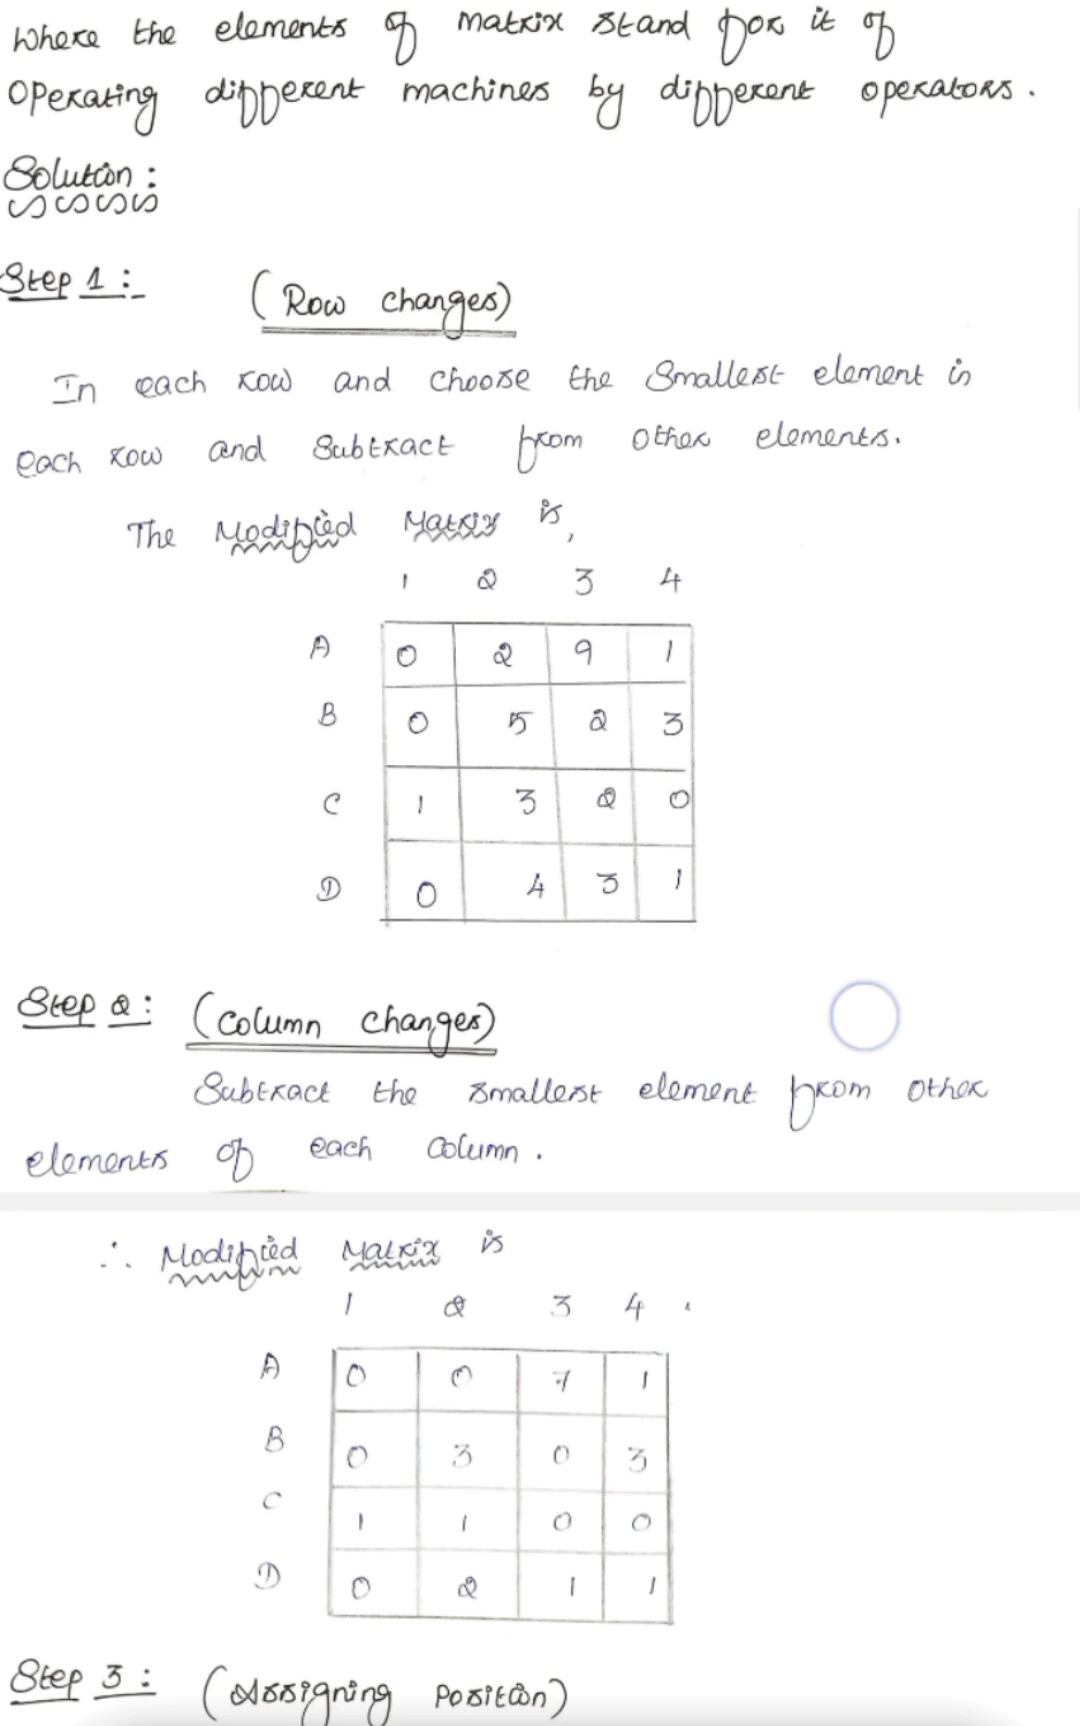 Where the elements of matrix stand for it of
Operating different machines by different operators.
Solution :
Step 1 :
(Row changes)
In each row and choose the Smallest element in
each row and Subtract from other elements.
The Modified Matrix is,
1 2 3 4
A 0 2 9 1
B 0 5 2 3
C 1 3 2 0
D 0 4 3 1
Step 2 : (Column changes)
Subtract the smallest element from other
elements of each Column .
∴ Modified Matrix is
1 2 3 4
A 0 0 7 1
B 0 3 0 3
C 1 1 0 0
D 0 2 1 1
Step 3 : (Assigning Position)